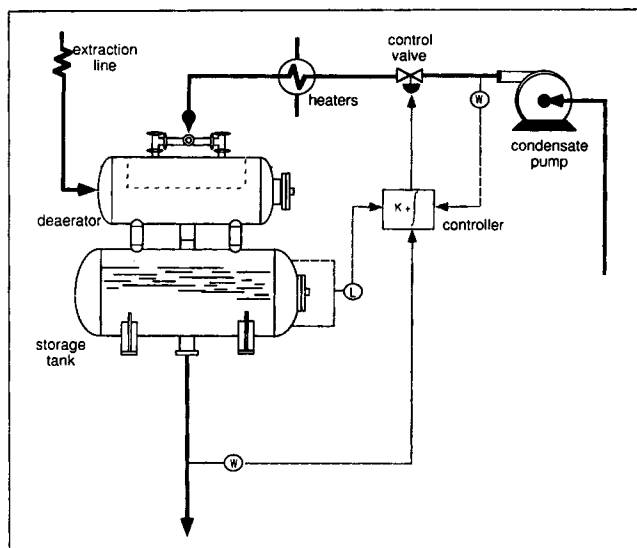 extraction
line
control
valve
heaters
W
condensate
pump
deaerator
K+∫
controller
L
storage
tank
W